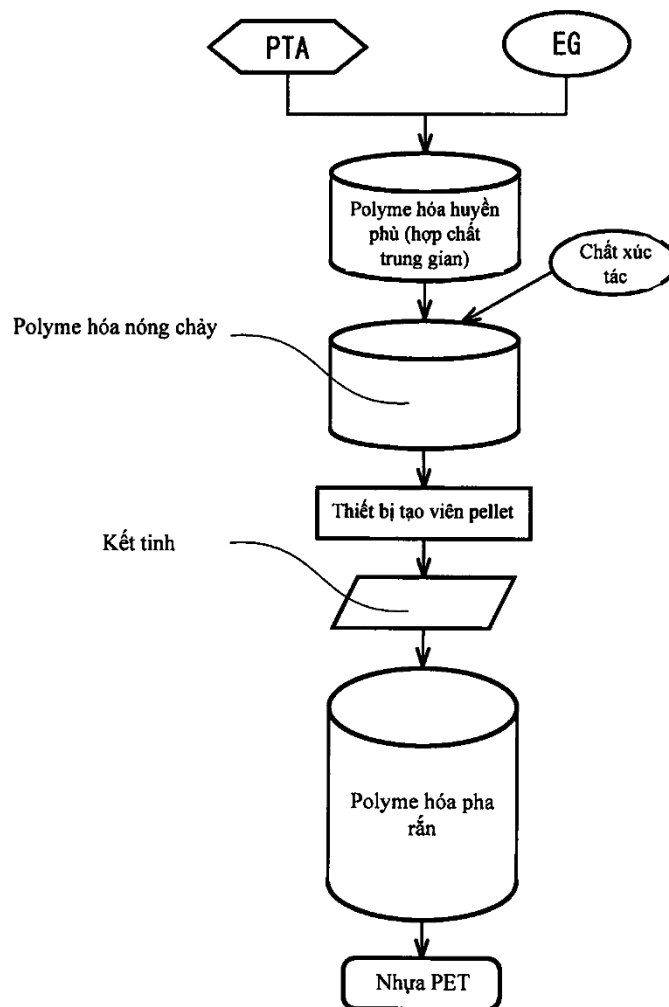 PTA
EG
Polyme hóa huyền
phù (hợp chất
trung gian)
Chất xúc
tác
Polyme hóa nóng chảy
Thiết bị tạo viên pellet
Kết tinh
Polyme hóa pha
rắn
Nhựa PET